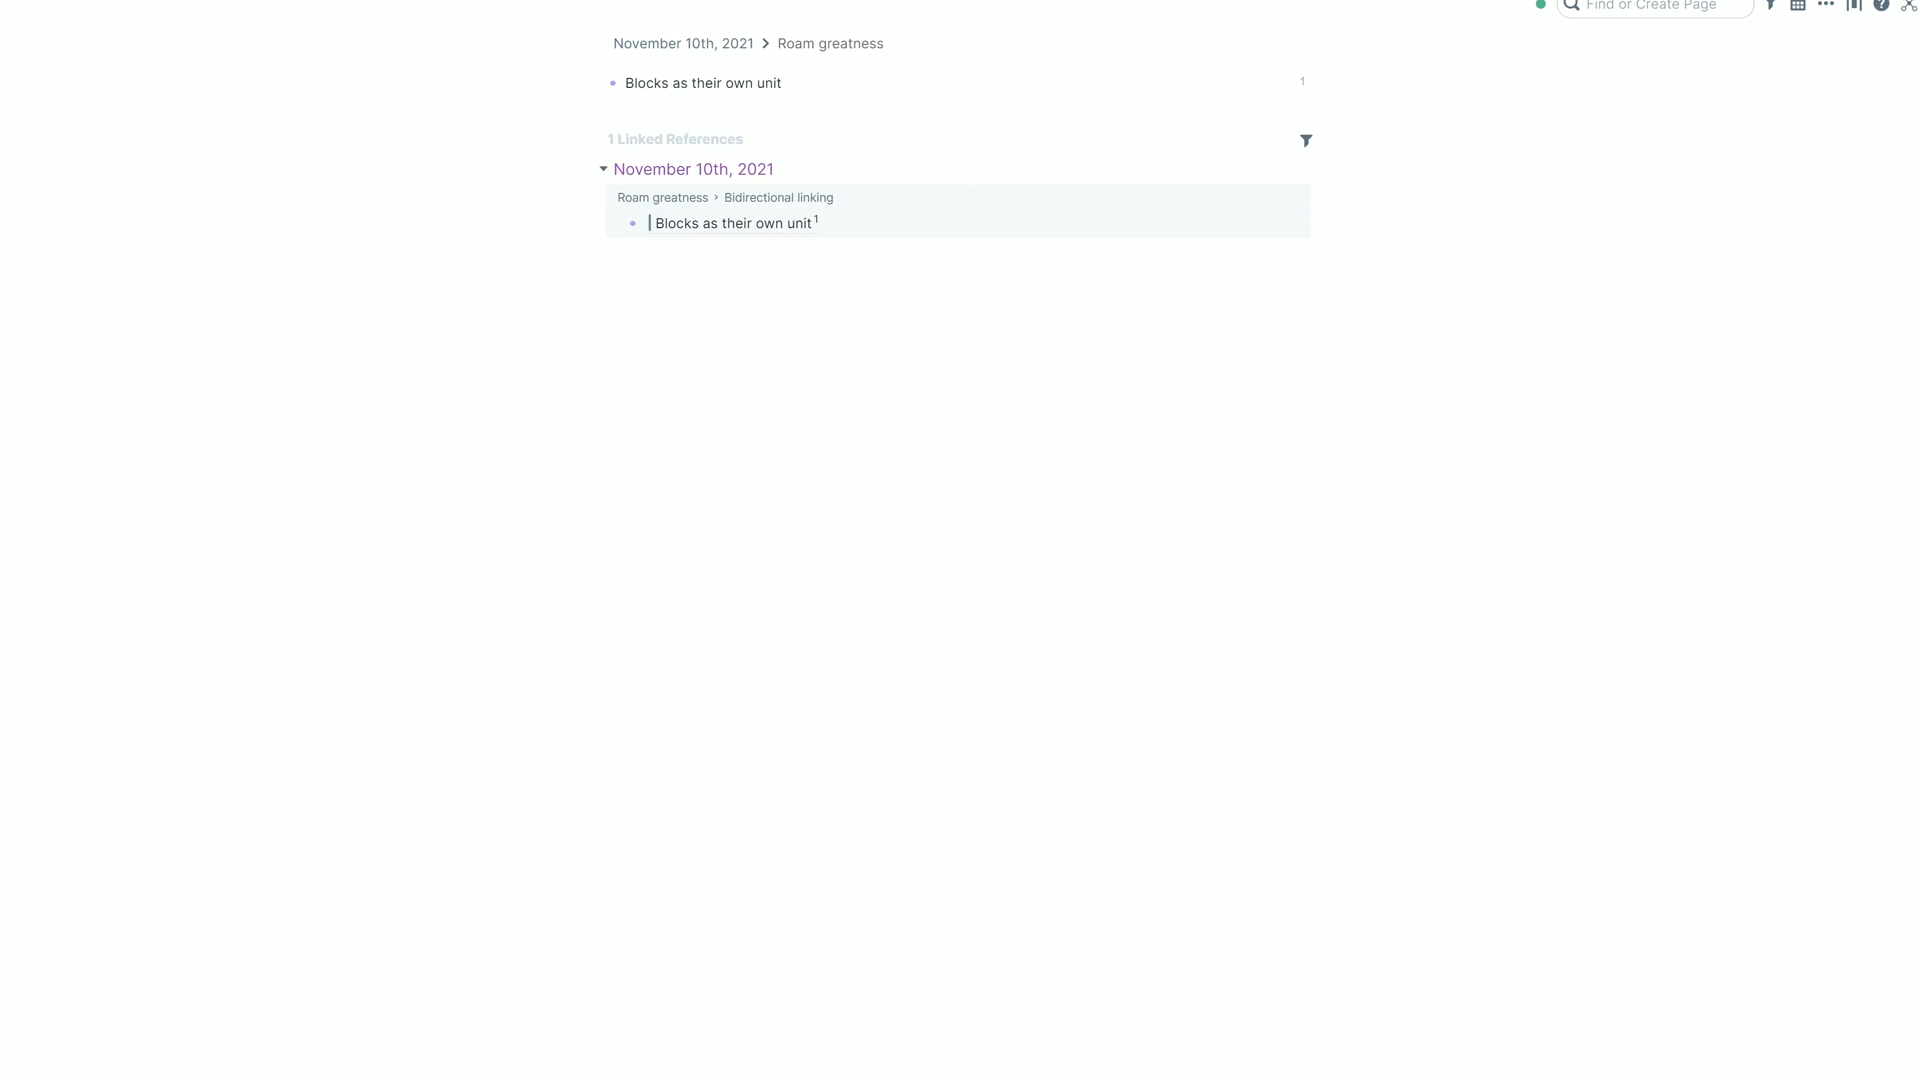 Find or Create Page
November 10th, 2021 > Roam greatness
Blocks as their own unit 1
1 Linked References
November 10th, 2021
Roam greatness > Bidirectional linking
Blocks as their own unit 1